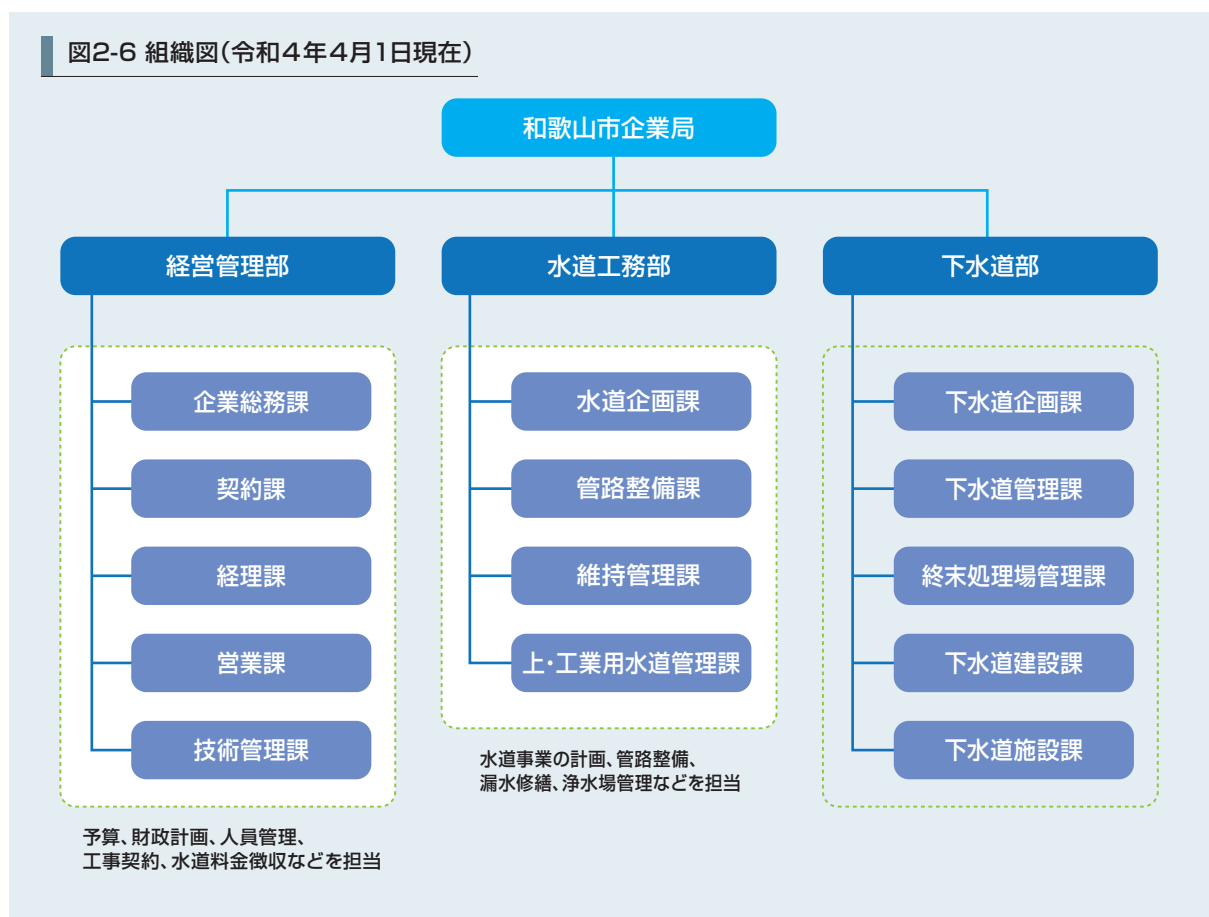 図2-6 組織図(令和4年4月1日現在)
和歌山市企業局
経営管理部
企業総務課
契約課
経理課
営業課
技術管理課
予算、財政計画、人員管理、
工事契約、水道料金徴収などを担当
水道工務部
水道企画課
管路整備課
維持管理課
上・工業用水道管理課
水道事業の計画、管路整備、
漏水修繕、浄水場管理などを担当
下水道部
下水道企画課
下水道管理課
終末処理場管理課
下水道建設課
下水道施設課